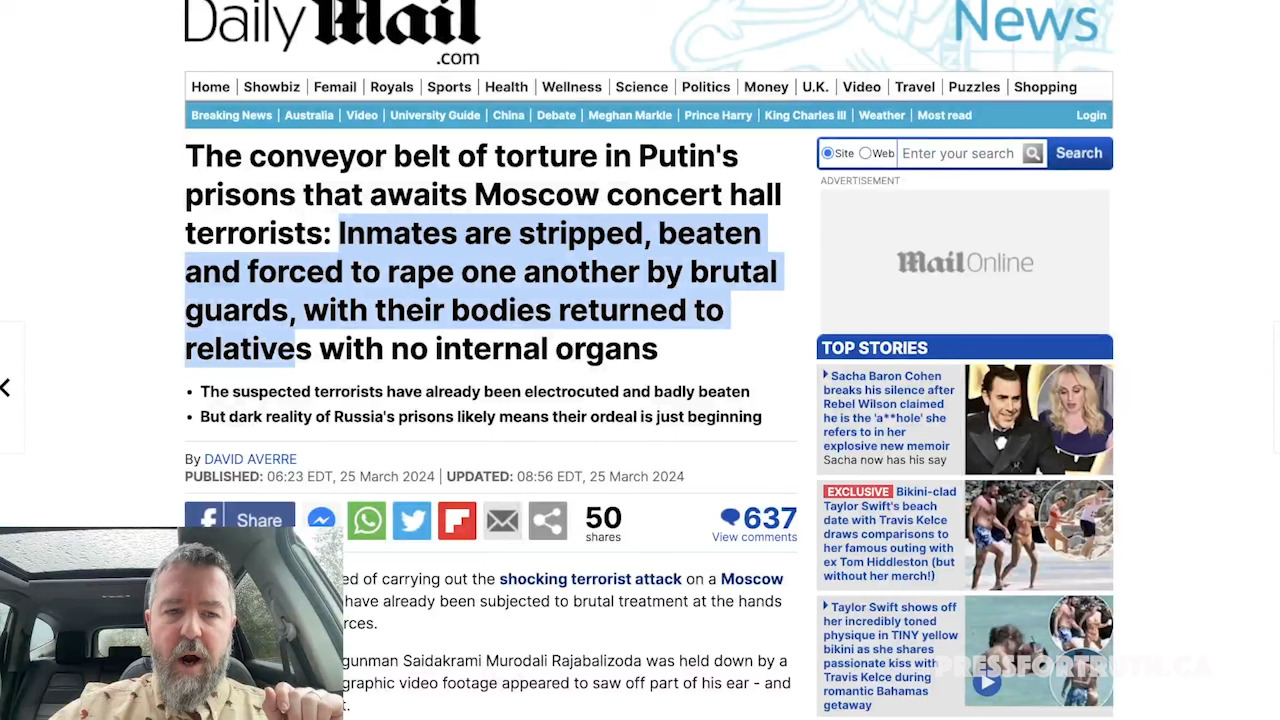 Daily Mail
.com
News
Home Showbiz Femail Royals Sports Health Wellness Science Politics Money U.K. Video Travel Puzzles Shopping
Breaking News Australia Video University Guide China Debate Meghan Markle Prince Harry King Charles III Weather Most read Login
The conveyor belt of torture in Putin's
prisons that awaits Moscow concert hall
terrorists: Inmates are stripped, beaten
and forced to rape one another by brutal
guards, with their bodies returned to
relatives with no internal organs
• The suspected terrorists have already been electrocuted and badly beaten
• But dark reality of Russia's prisons likely means their ordeal is just beginning
By DAVID AVERRE
PUBLISHED: 06:23 EDT, 25 March 2024 | UPDATED: 08:56 EDT, 25 March 2024
Share
50
shares
637
View comments
ed of carrying out the shocking terrorist attack on a Moscow
have already been subjected to brutal treatment at the hands
rces.
gunman Saidakrami Murodali Rajabalizoda was held down by a
graphic video footage appeared to saw off part of his ear - and
t.
Site Web Enter your search Search
ADVERTISEMENT
Mail Online
TOP STORIES
Sacha Baron Cohen
breaks his silence after
Rebel Wilson claimed
he is the 'a**hole' she
refers to in her
explosive new memoir
Sacha now has his say
EXCLUSIVE Bikini-clad
Taylor Swift's beach
date with Travis Kelce
draws comparisons to
her famous outing with
ex Tom Hiddleston (but
without her merch!)
Taylor Swift shows off
her incredibly toned
physique in TINY yellow
bikini as she shares
passionate kiss with
Travis Kelce during
romantic Bahamas
getaway
PRESSFORTRUTH.CA